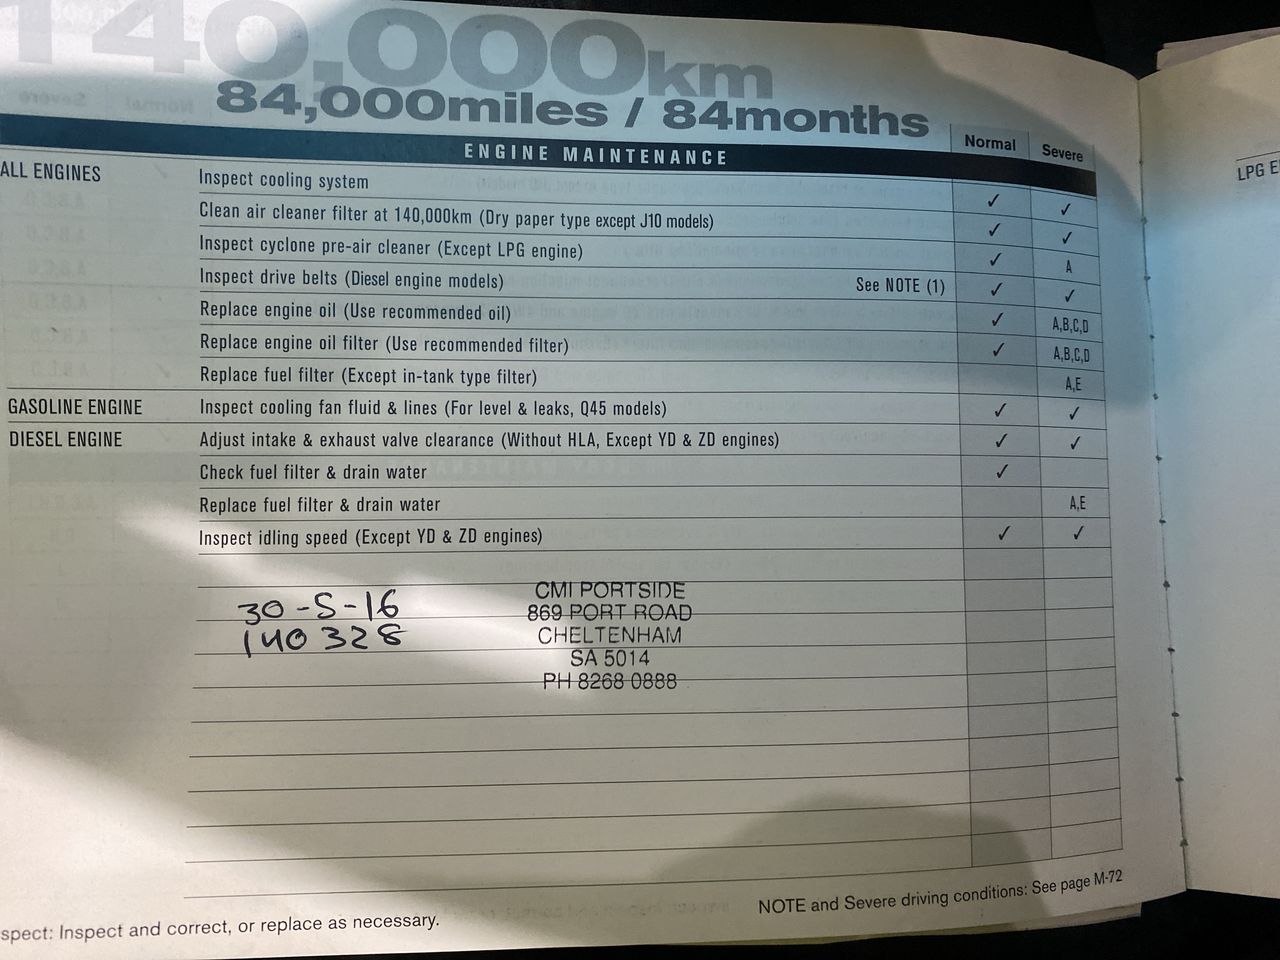 140,000km
84,000miles / 84months
Normal Severe
ENGINE MAINTENANCE
ALL ENGINES Inspect cooling system ✓ ✓
Clean air cleaner filter at 140,000km (Dry paper type except J10 models) ✓ ✓
Inspect cyclone pre-air cleaner (Except LPG engine) ✓ A
Inspect drive belts (Diesel engine models) See NOTE (1) ✓ ✓
Replace engine oil (Use recommended oil) ✓ A,B,C,D
Replace engine oil filter (Use recommended filter) ✓ A,B,C,D
Replace fuel filter (Except in-tank type filter) A,E
GASOLINE ENGINE Inspect cooling fan fluid & lines (For level & leaks, Q45 models) ✓ ✓
DIESEL ENGINE Adjust intake & exhaust valve clearance (Without HLA, Except YD & ZD engines) ✓ ✓
Check fuel filter & drain water ✓
Replace fuel filter & drain water A,E
Inspect idling speed (Except YD & ZD engines) ✓ ✓
30-5-16
140 328
CMI PORTSIDE
869 PORT ROAD
CHELTENHAM
SA 5014
PH 8268 0888
NOTE and Severe driving conditions: See page M-72
spect: Inspect and correct, or replace as necessary.
LPG E